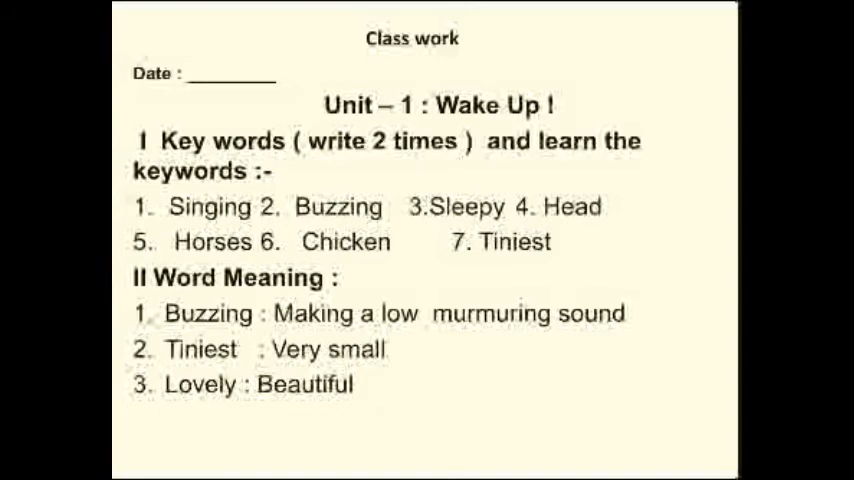 Class work
Date : ________
Unit – 1 : Wake Up !
I Key words ( write 2 times ) and learn the
keywords :-
1. Singing 2. Buzzing 3.Sleepy 4. Head
5. Horses 6. Chicken 7. Tiniest
II Word Meaning :
1. Buzzing : Making a low murmuring sound
2. Tiniest : Very small
3. Lovely : Beautiful